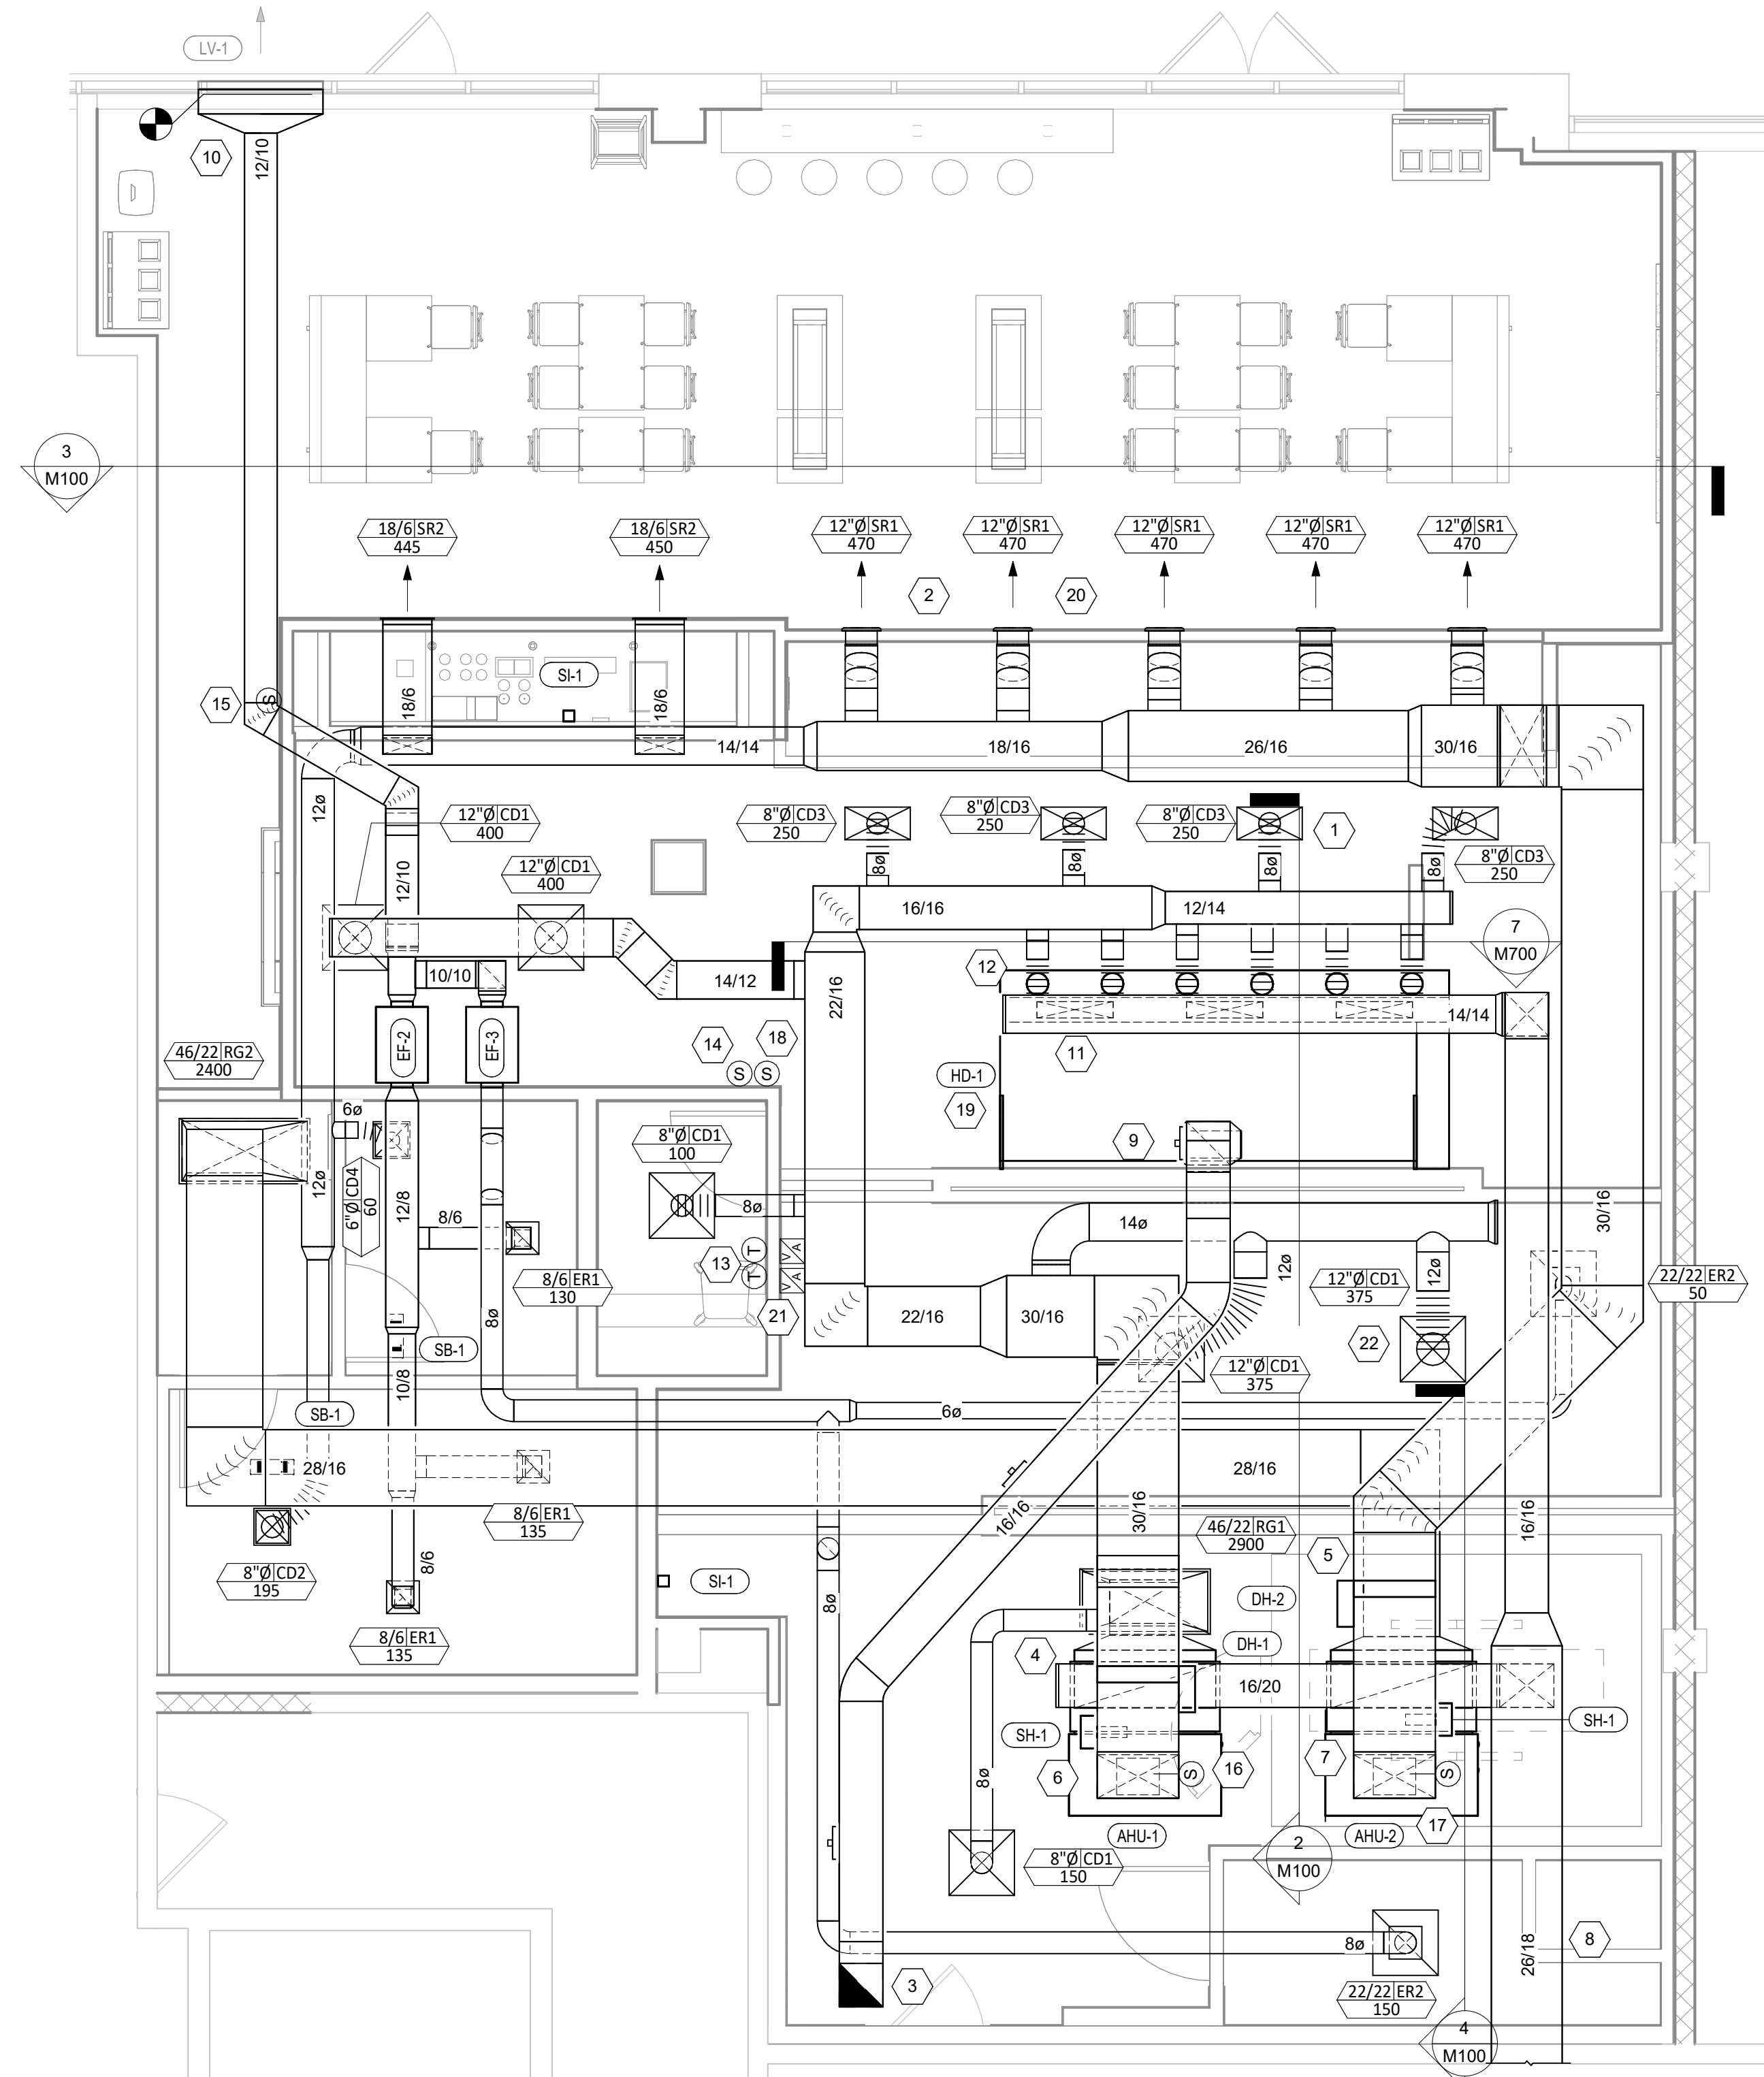 LV-1
10
12/10
3
M100
18/6 SR2
445
18/6 SR2
450
12"Ø SR1
470
12"Ø SR1
470
12"Ø SR1
470
12"Ø SR1
470
12"Ø SR1
470
2
20
SI-1
15
S
18/6
18/6
14/14
18/16
26/16
30/16
12ø
12"Ø CD1
400
8"Ø CD3
250
8"Ø CD3
250
8"Ø CD3
250
1
8"Ø CD3
250
12/10
12"Ø CD1
400
8ø
8ø
8ø
8ø
16/16
12/14
7
M700
10/10
14/12
22/16
12
14/14
EF-2
EF-3
14
18
11
46/22 RG2
2400
S
S
HD-1
19
6ø
8"Ø CD1
100
9
12ø
6"Ø CD4
60
12/8
8/6
8ø
14ø
30/16
13
T
T
V A
V A
8/6 ER1
130
12ø
12"Ø CD1
375
12ø
22/22 ER2
50
21
22/16
30/16
8ø
SB-1
22
12"Ø CD1
375
10/8
SB-1
6ø
28/16
28/16
16/16
30/16
16/16
8/6 ER1
135
46/22 RG1
2900
5
8"Ø CD2
195
8/6
SI-1
8ø
DH-2
8/6 ER1
135
4
DH-1
16/20
SH-1
SH-1
6
S
16
7
S
8ø
17
AHU-1
AHU-2
2
M100
8"Ø CD1
150
8ø
26/18
8
3
22/22 ER2
150
4
M100